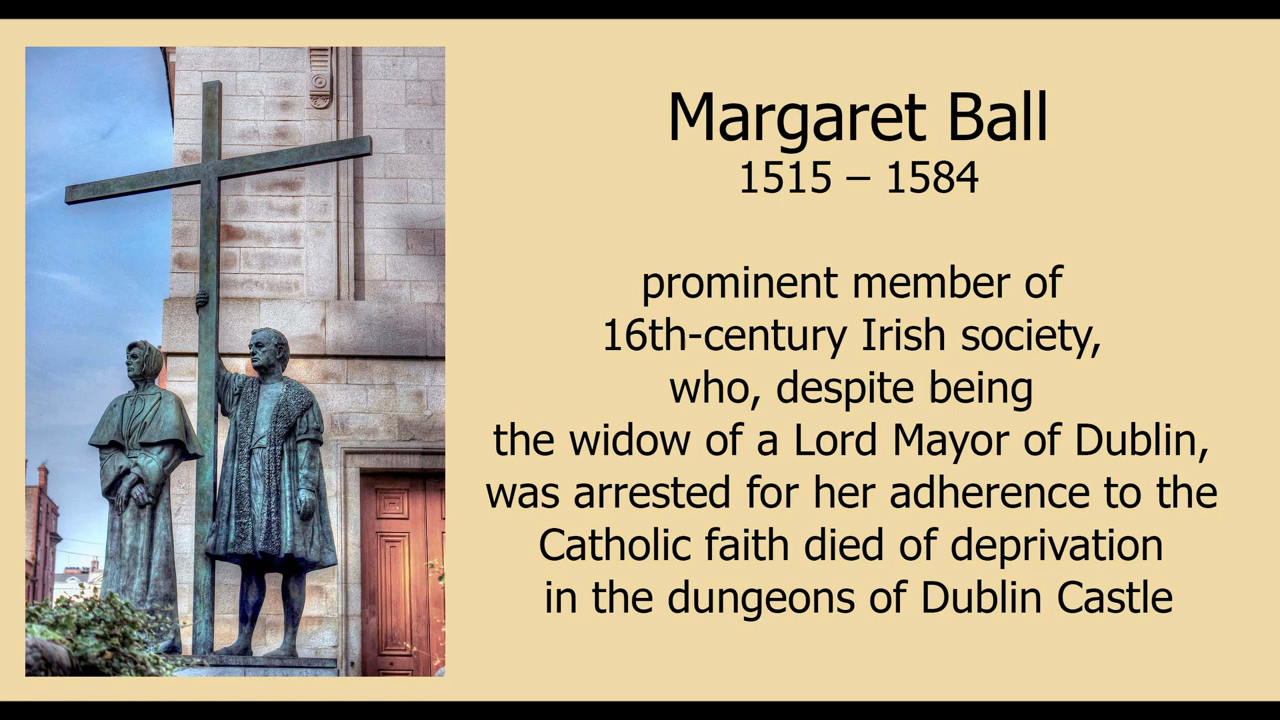 Margaret Ball
1515 – 1584
prominent member of
16th-century Irish society,
who, despite being
the widow of a Lord Mayor of Dublin,
was arrested for her adherence to the
Catholic faith died of deprivation
in the dungeons of Dublin Castle